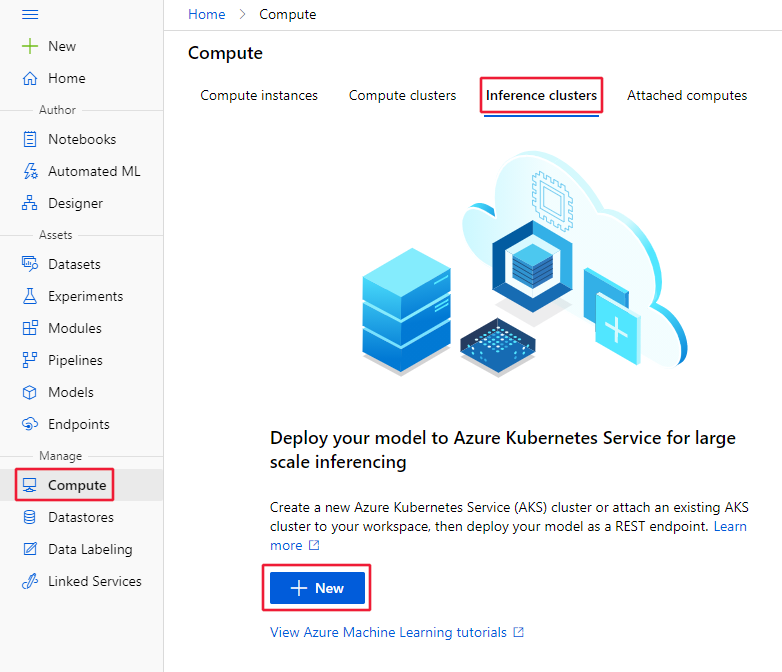 Home > Compute
New
Home
Author
Notebooks
Automated ML
Designer
Assets
Datasets
Experiments
Modules
Pipelines
Models
Endpoints
Manage
Compute
Datastores
Data Labeling
Linked Services
Compute
Compute instances Compute clusters Inference clusters Attached computes
Deploy your model to Azure Kubernetes Service for large
scale inferencing
Create a new Azure Kubernetes Service (AKS) cluster or attach an existing AKS
cluster to your workspace, then deploy your model as a REST endpoint. Learn
more
New
View Azure Machine Learning tutorials